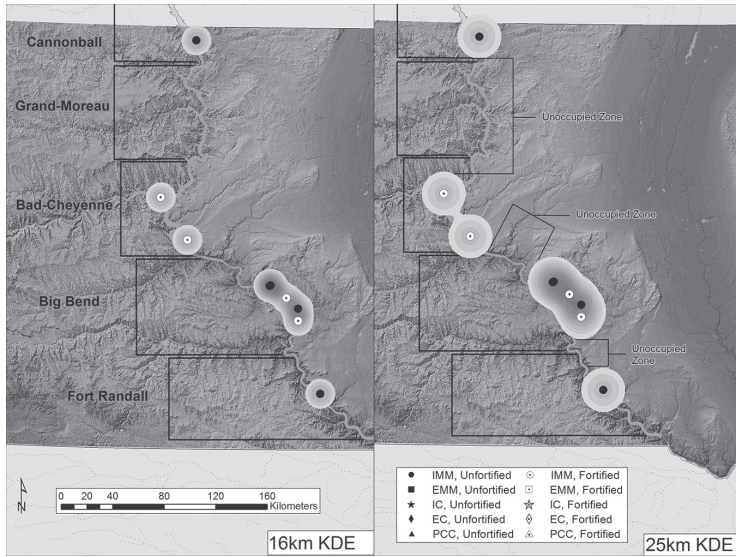 Cannonball
Grand-Moreau
Bad-Cheyenne
Big Bend
Fort Randall
N
0 20 40 80 120 160
Kilometers
16km KDE
Unoccupied Zone
Unoccupied Zone
Unoccupied
Zone
IMM, Unfortified IMM, Fortified
EMM, Unfortified EMM, Fortified
IC, Unfortified IC, Fortified
EC, Unfortified EC, Fortified
PCC, Unfortified PCC, Fortified
25km KDE